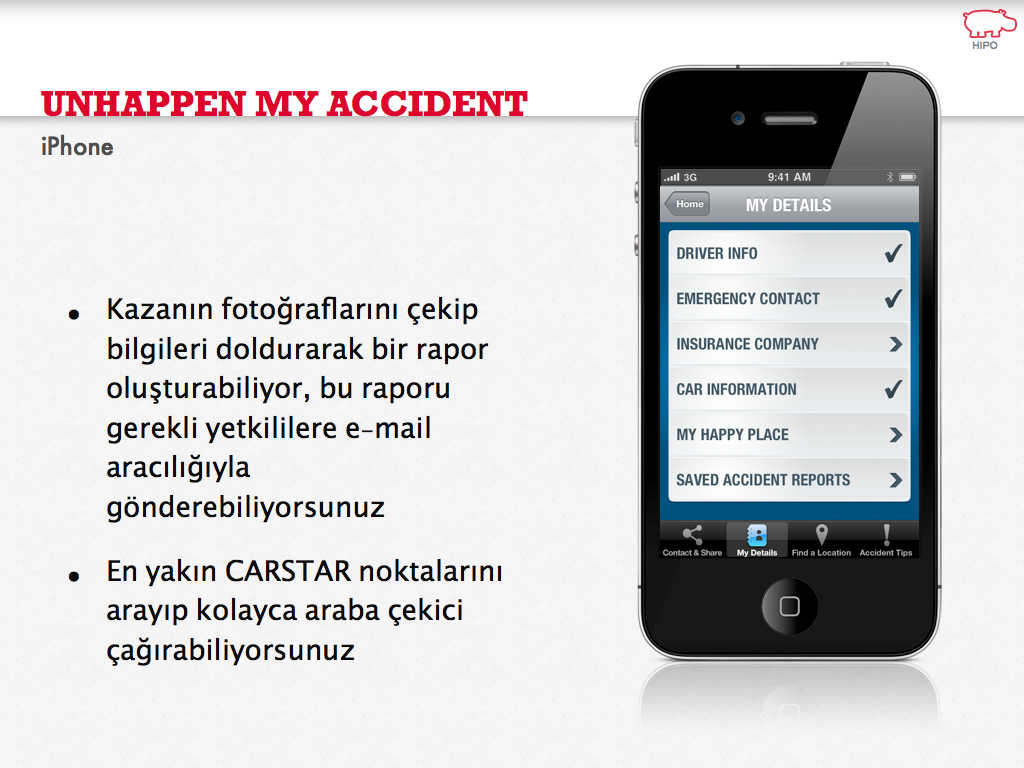 HIPO
UNHAPPEN MY ACCIDENT
iPhone
Kazanın fotoğraflarını çekip
bilgileri doldurarak bir rapor
oluşturabiliyor, bu raporu
gerekli yetkililere e-mail
aracılığıyla
gönderebiliyorsunuz
En yakın CARSTAR noktalarını
arayıp kolayca araba çekici
çağırabiliyorsunuz
3G 9:41 AM
Home MY DETAILS
DRIVER INFO
EMERGENCY CONTACT
INSURANCE COMPANY
CAR INFORMATION
MY HAPPY PLACE
SAVED ACCIDENT REPORTS
Contact & Share My Details Find a Location Accident Tips